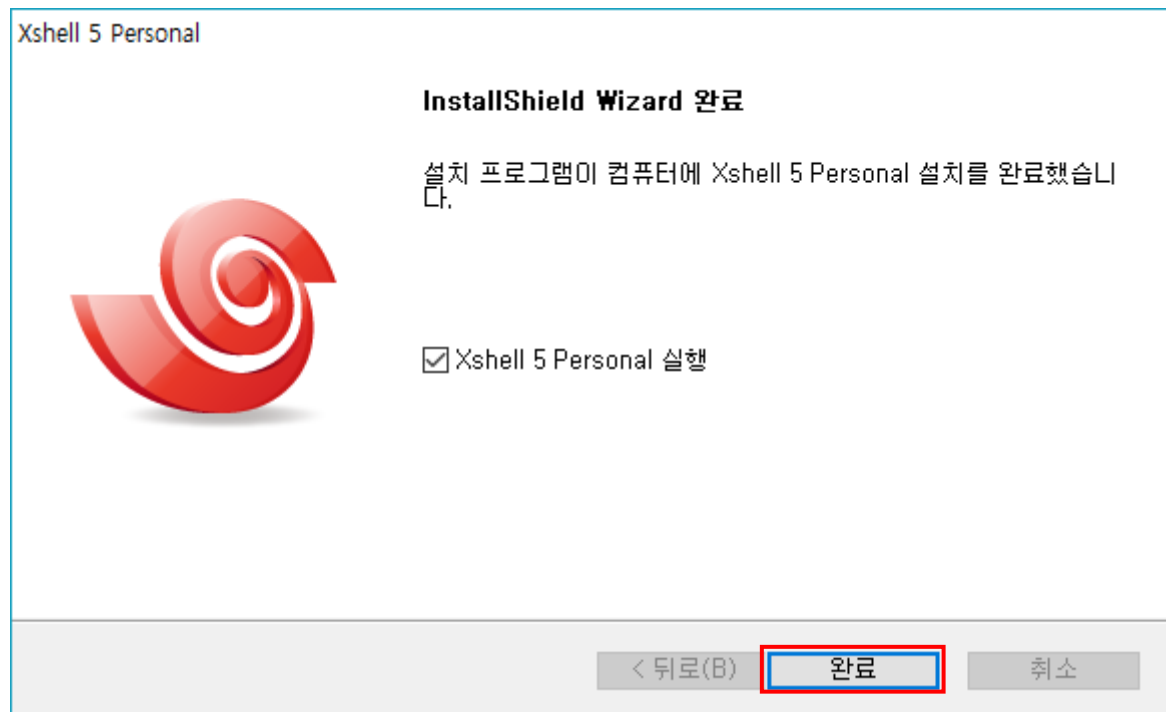 Xshell 5 Personal
InstallShield Wizard 완료
설치 프로그램이 컴퓨터에 Xshell 5 Personal 설치를 완료했습니
다.
Xshell 5 Personal 실행
< 뒤로(B)
완료
취소